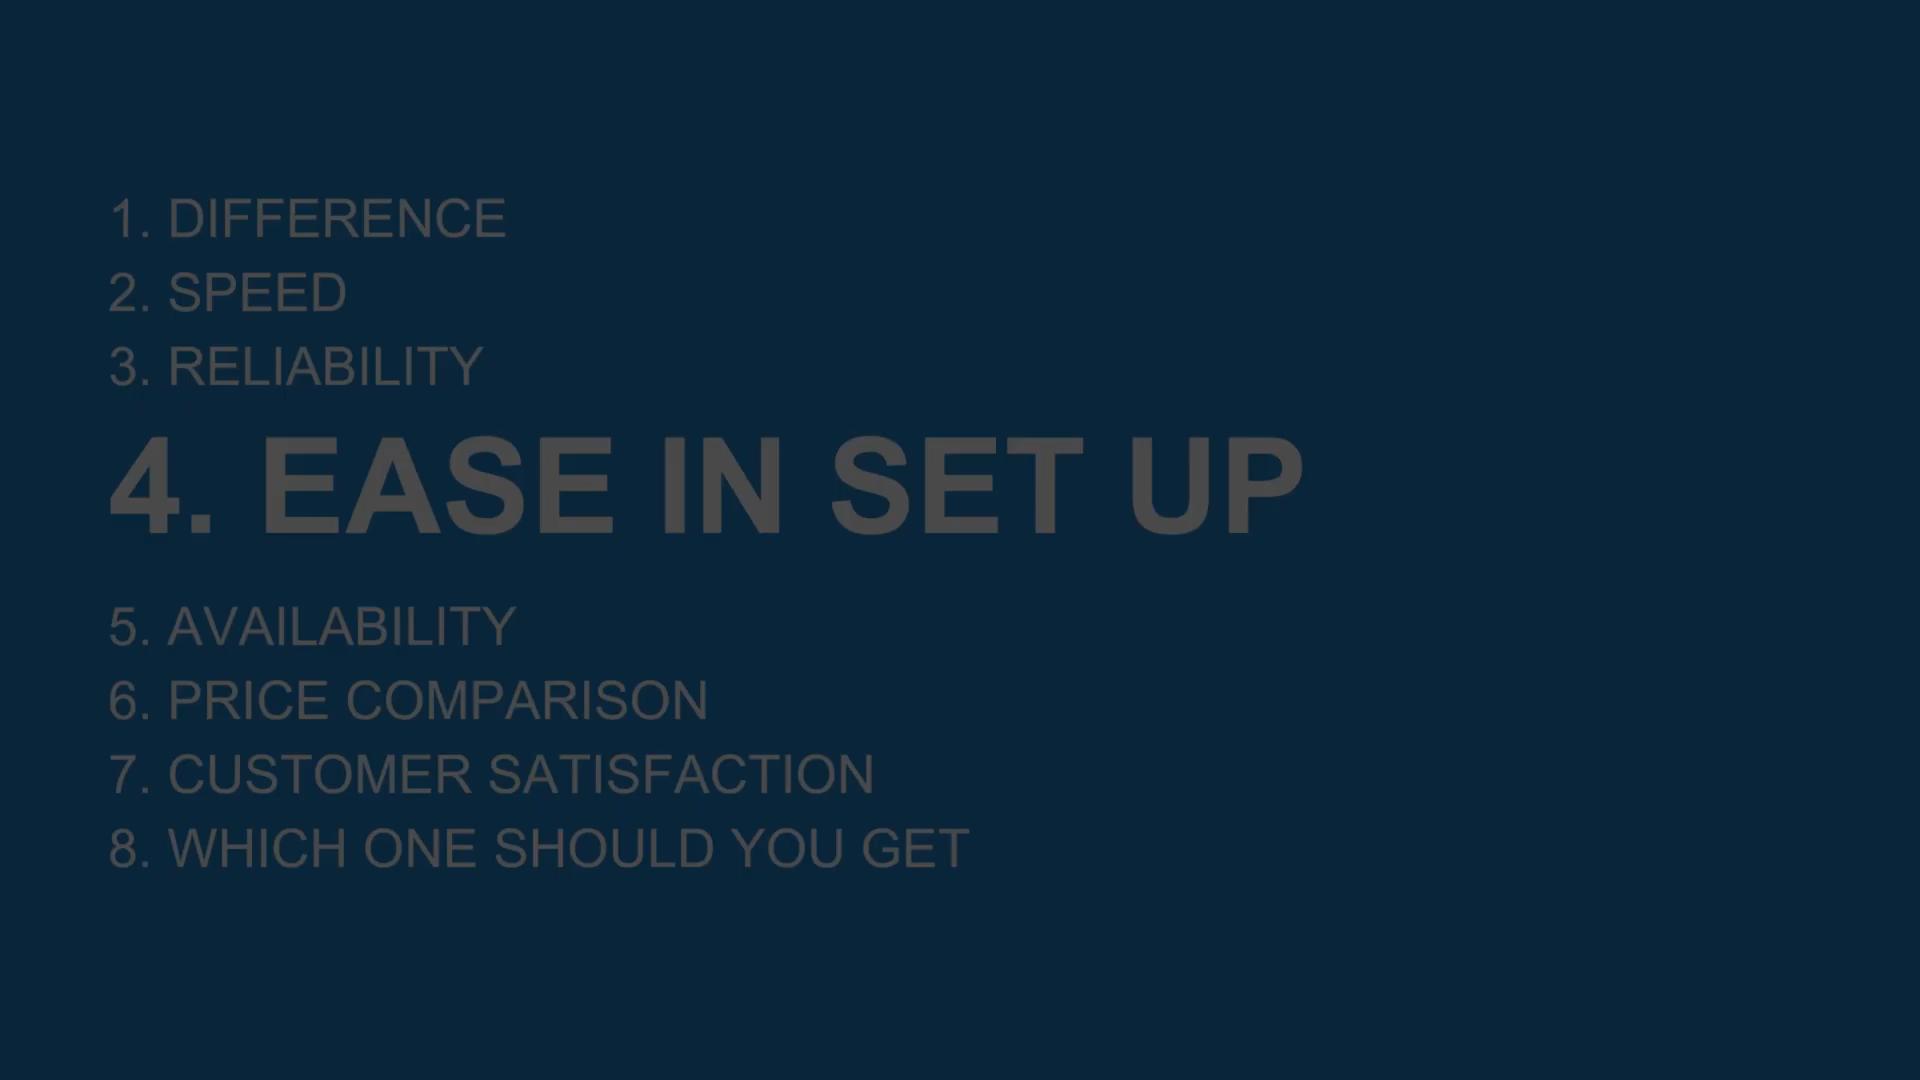 1. DIFFERENCE
2. SPEED
3. RELIABILITY
4. EASE IN SET UP
5. AVAILABILITY
6. PRICE COMPARISON
7. CUSTOMER SATISFACTION
8. WHICH ONE SHOULD YOU GET